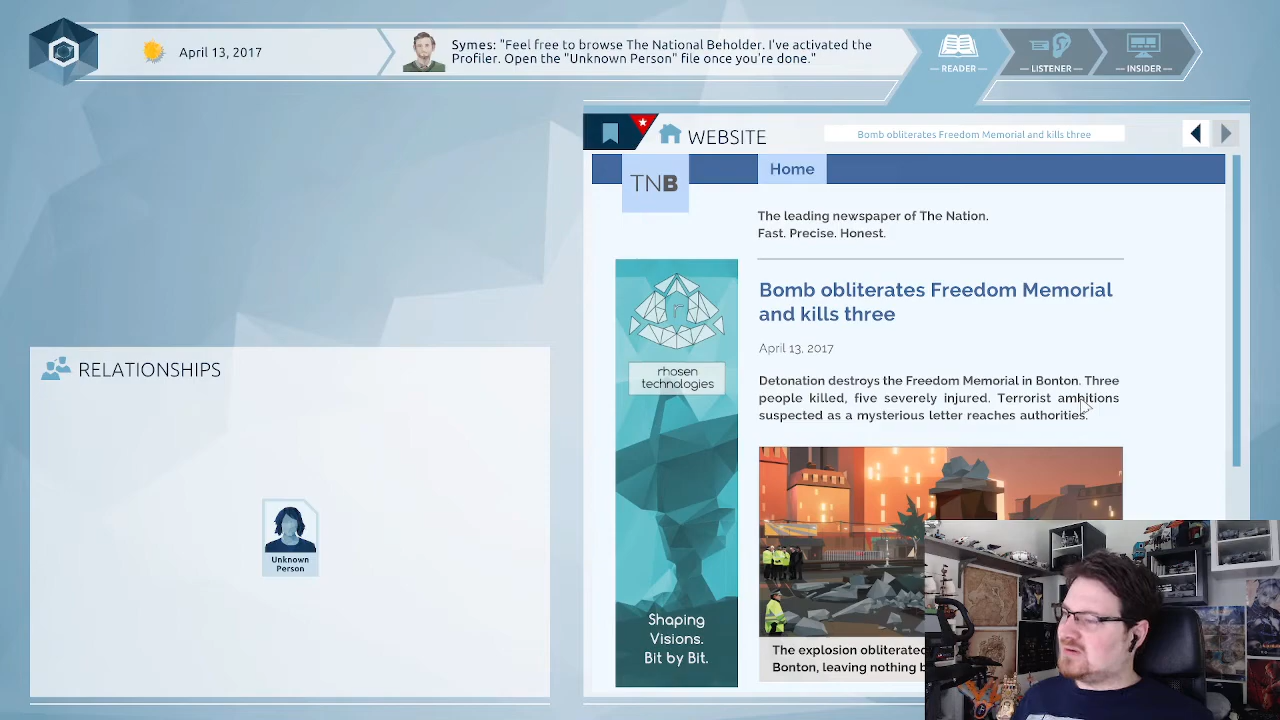 April 13, 2017
Symes: "Feel free to browse The National Beholder. I've activated the
Profiler. Open the "Unknown Person" file once you're done."
READER
LISTENER
INSIDER
WEBSITE
Bomb obliterates Freedom Memorial and kills three
TNB
Home
The leading newspaper of The Nation.
Fast. Precise. Honest.
Bomb obliterates Freedom Memorial
and kills three
April 13, 2017
Detonation destroys the Freedom Memorial in Bonton. Three
people killed, five severely injured. Terrorist ambitions
suspected as a mysterious letter reaches authorities.
rhosen
technologies
Shaping
Visions.
Bit by Bit.
The explosion obliterated
Bonton, leaving nothing
RELATIONSHIPS
Unknown
Person